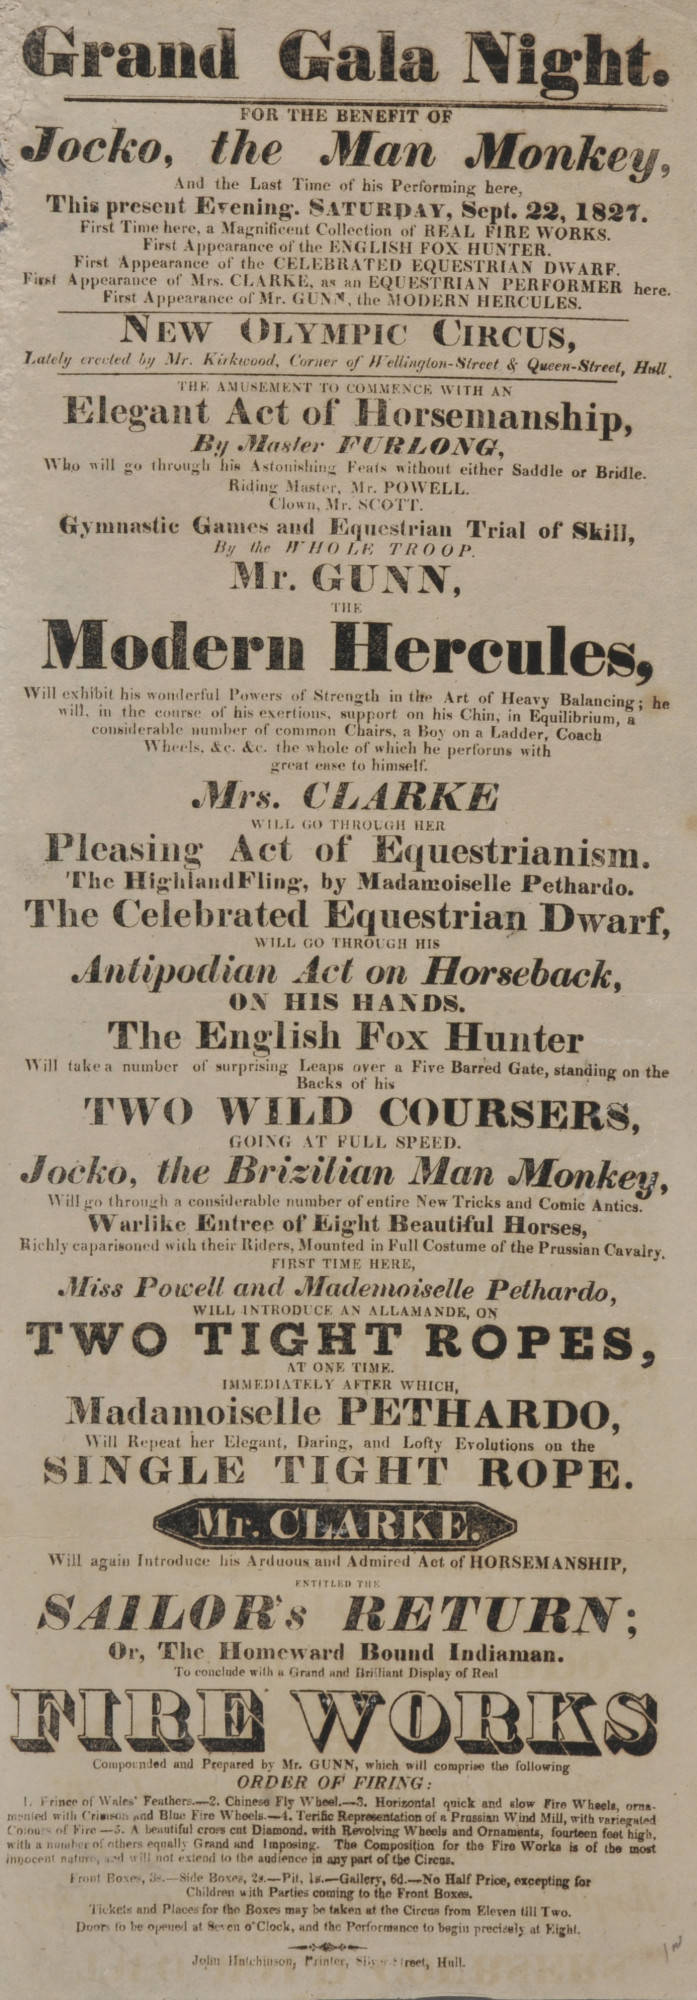 Grand Gala Night.
FOR THE BENEFIT OF
Jocko, the Man Monkey,
And the Last Time of his Performing here,
This present Evening. SATURDAY, Sept. 22, 1827.
First Time here, a Magnificent Collection of REAL FIRE WORKS.
First Appearance of the ENGLISH FOX HUNTER.
First Appearance of the CELEBRATED EQUESTRIAN DWARF.
First Appearance of Mrs. CLARKE, as an EQUESTRIAN PERFORMER here.
First Appearance of Mr. GUNN, the MODERN HERCULES.
NEW OLYMPIC CIRCUS,
Lately erected by Mr. Kirkwood, Corner of Wellington-Street & Queen-Street, Hull.
THE AMUSEMENT TO COMMENCE WITH AN
Elegant Act of Horsemanship,
By Master FURLONG,
Who will go through his Astonishing Feats without either Saddle or Bridle.
Riding Master, Mr. POWELL.
Clown, Mr. SCOTT.
Gymnastic Games and Equestrian Trial of Skill,
By the WHOLE TROOP.
Mr. GUNN,
THE
Modern Hercules,
Will exhibit his wonderful Powers of Strength in the Art of Heavy Balancing; he
will, in the course of his exertions, support on his Chin, in Equilibrium, a
considerable number of common Chairs, a Boy on a Ladder, Coach
Wheels, &c. &c. the whole of which he performs with
great ease to himself.
Mrs. CLARKE
WILL GO THROUGH HER
Pleasing Act of Equestrianism.
The HighlandFling, by Madamoiselle Pethardo.
The Celebrated Equestrian Dwarf,
WILL GO THROUGH HIS
Antipodian Act on Horseback,
ON HIS HANDS.
The English Fox Hunter
Will take a number of surprising Leaps over a Five Barred Gate, standing on the
Backs of his
TWO WILD COURSERS,
GOING AT FULL SPEED.
Jocko, the Brizilian Man Monkey,
Will go through a considerable number of entire New Tricks and Comic Antics.
Warlike Entree of Eight Beautiful Horses,
Richly caparisoned with their Riders, Mounted in Full Costume of the Prussian Cavalry.
FIRST TIME HERE,
Miss Powell and Mademoiselle Pethardo,
WILL INTRODUCE AN ALLAMANDE, ON
TWO TIGHT ROPES,
AT ONE TIME.
IMMEDIATELY AFTER WHICH,
Madamoiselle PETHARDO,
Will Repeat her Elegant, Daring, and Lofty Evolutions on the
SINGLE TIGHT ROPE.
Mr. CLARKE.
Will again Introduce his Arduous and Admired Act of HORSEMANSHIP,
ENTITLED THE
SAILOR's RETURN;
Or, The Homeward Bound Indiaman.
To conclude with a Grand and Brilliant Display of Real
FIRE WORKS
Compounded and Prepared by Mr. GUNN, which will comprise the following
ORDER OF FIRING:
1. Prince of Wales' Feathers.—2. Chinese Fly Wheel.—3. Horizontal quick and slow Fire Wheels, orna-
mented with Crimson and Blue Fire Wheels.—4. Terific Representation of a Prussian Wind Mill, with variegated
Colours of Fire—5. A beautiful cross cut Diamond, with Revolving Wheels and Ornaments, fourteen feet high,
with a number of others equally Grand and Imposing. The Composition for the Fire Works is of the most
innocent nature, and will not extend to the audience in any part of the Circus.
Front Boxes, 3s.—Side Boxes, 2s.—Pit, 1s.—Gallery, 6d.—No Half Price, excepting for
Children with Parties coming to the Front Boxes.
Tickets and Places for the Boxes may be taken at the Circus from Eleven till Two.
Doors to be opened at Seven o'Clock, and the Performance to begin precisely at Eight.
John Hutchinson, Printer, Silver-Street, Hull.